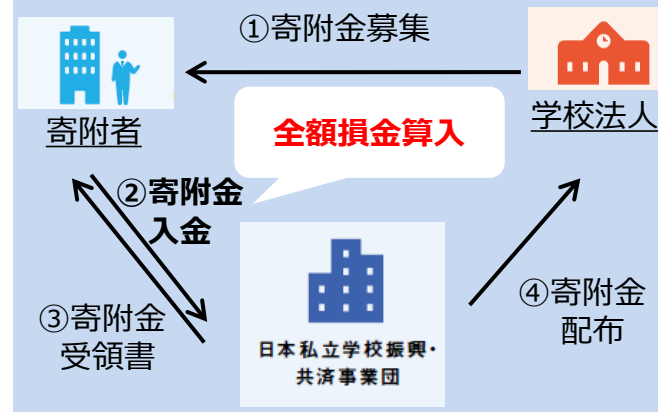 ①寄附金募集
寄附者
学校法人
全額損金算入
②寄附金
入金
③寄附金
受領書
④寄附金
配布
日本私立学校振興・
共済事業団